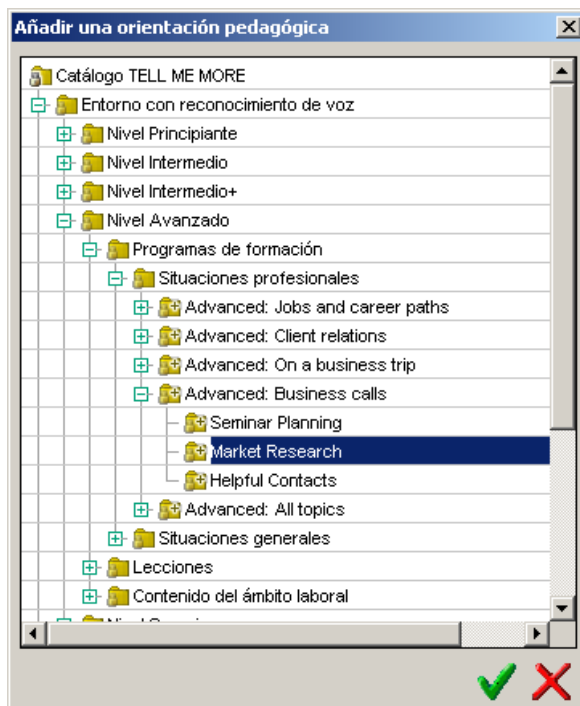 Añadir una orientación pedagógica
Catálogo TELL ME MORE
Entorno con reconocimiento de voz
Nivel Principiante
Nivel Intermedio
Nivel Intermedio+
Nivel Avanzado
Programas de formación
Situaciones profesionales
Advanced: Jobs and career paths
Advanced: Client relations
Advanced: On a business trip
Advanced: Business calls
Seminar Planning
Market Research
Helpful Contacts
Advanced: All topics
Situaciones generales
Lecciones
Contenido del ámbito laboral